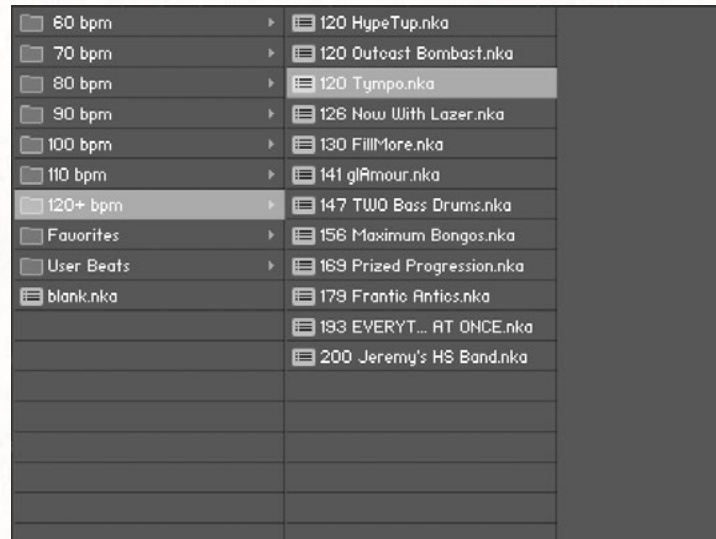 60 bpm
70 bpm
80 bpm
90 bpm
100 bpm
110 bpm
120+ bpm
Favorites
User Beats
blank.nka
120 HypeTup.nka
120 Outcast Bombast.nka
120 Tympo.nka
126 Now With Lazer.nka
130 FillMore.nka
141 glAmour.nka
147 TWO Bass Drums.nka
156 Maximum Bongos.nka
169 Prized Progression.nka
179 Frantic Antics.nka
193 EVERYT... AT ONCE.nka
200 Jeremy's HS Band.nka